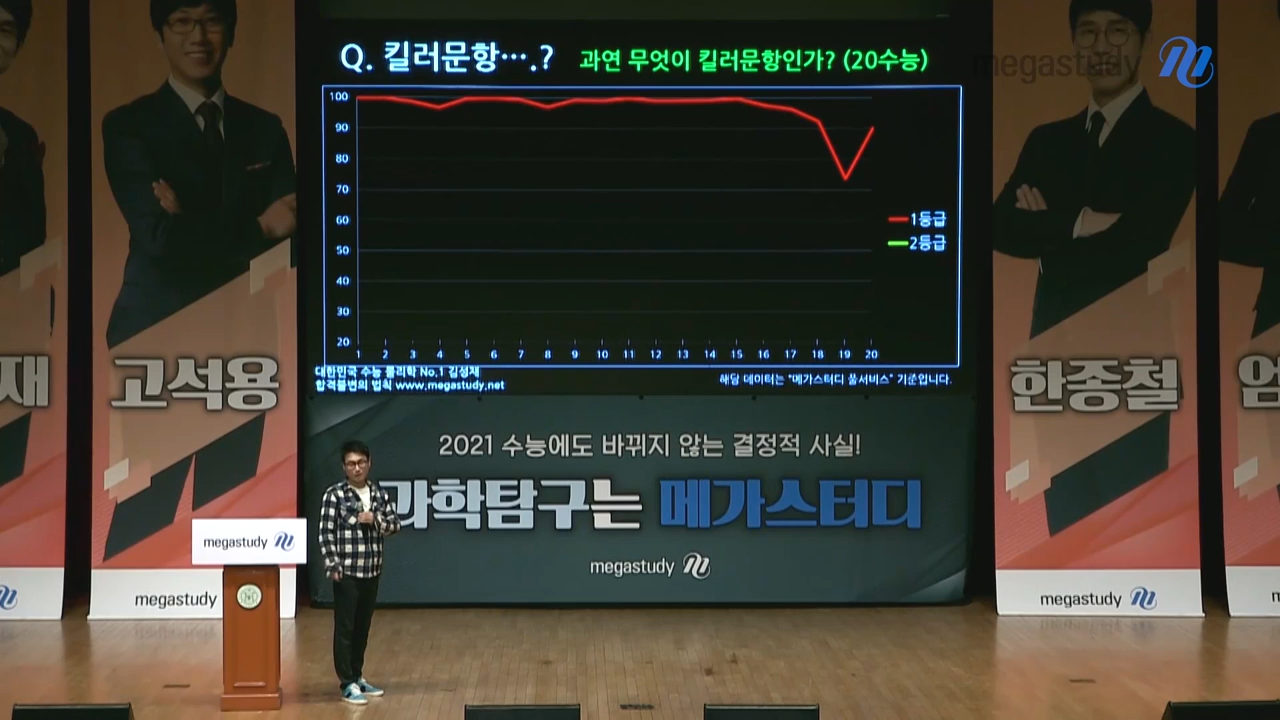 Q. 킬러문항….?
과연 무엇이 킬러문항인가? (20수능)
megastudy
100
90
80
70
60
50
40
30
20
1 2 3 4 5 6 7 8 9 10 11 12 13 14 15 16 17 18 19 20
1등급
2등급
대한민국 수능 물리학 No.1 김성재
합격불변의 법칙 www.megastudy.net
해당 데이터는 "메가스터디 풀서비스" 기준입니다.
재
고석용
한종철
엄
2021 수능에도 바뀌지 않는 결정적 사실!
과학탐구는 메가스터디
megastudy
megastudy
megastudy
megastudy
m